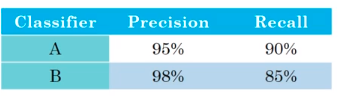 Classifier Precision Recall
A 95% 90%
B 98% 85%